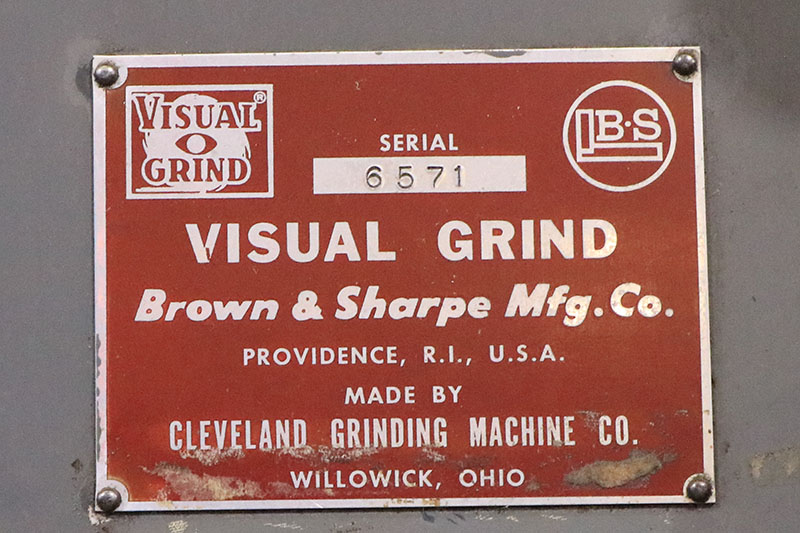 VISUAL®
GRIND
B·S
SERIAL
6571
VISUAL GRIND
Brown & Sharpe Mfg. Co.
PROVIDENCE, R.I., U.S.A.
MADE BY
CLEVELAND GRINDING MACHINE CO.
WILLOWICK, OHIO